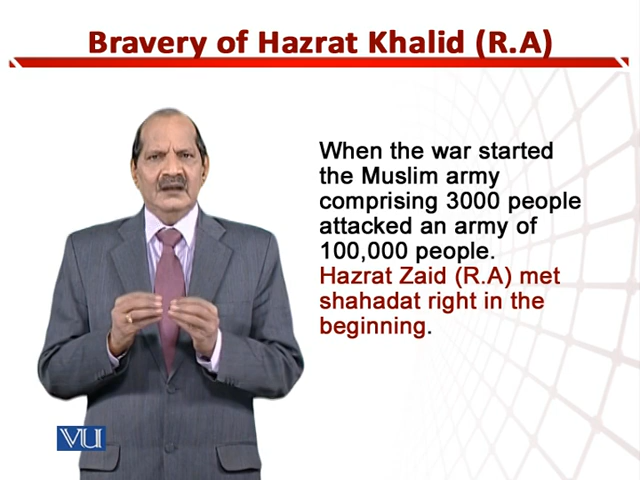 Bravery of Hazrat Khalid (R.A)
When the war started
the Muslim army
comprising 3000 people
attacked an army of
100,000 people.
Hazrat Zaid (R.A) met
shahadat right in the
beginning.
VU